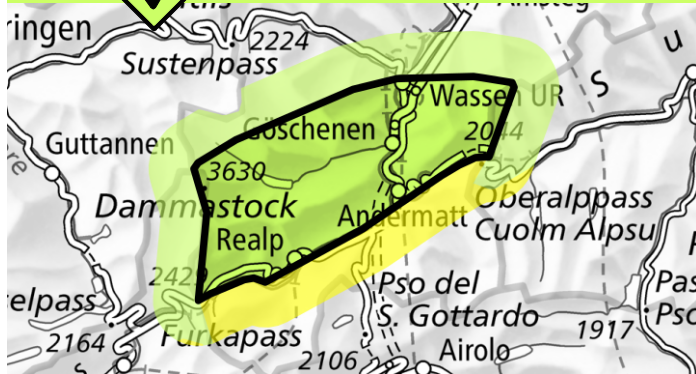 ringen
2224
Sustenpass
Wassen UR
S
u
Göschenen
2044
Guttannen
3630
Dammastock
Oberalppass
Andermatt
Cuolm Alpsu
Realp
2429
Pso del
elpass
S. Gottardo
Furkapass
1917
2164
2106
Airolo